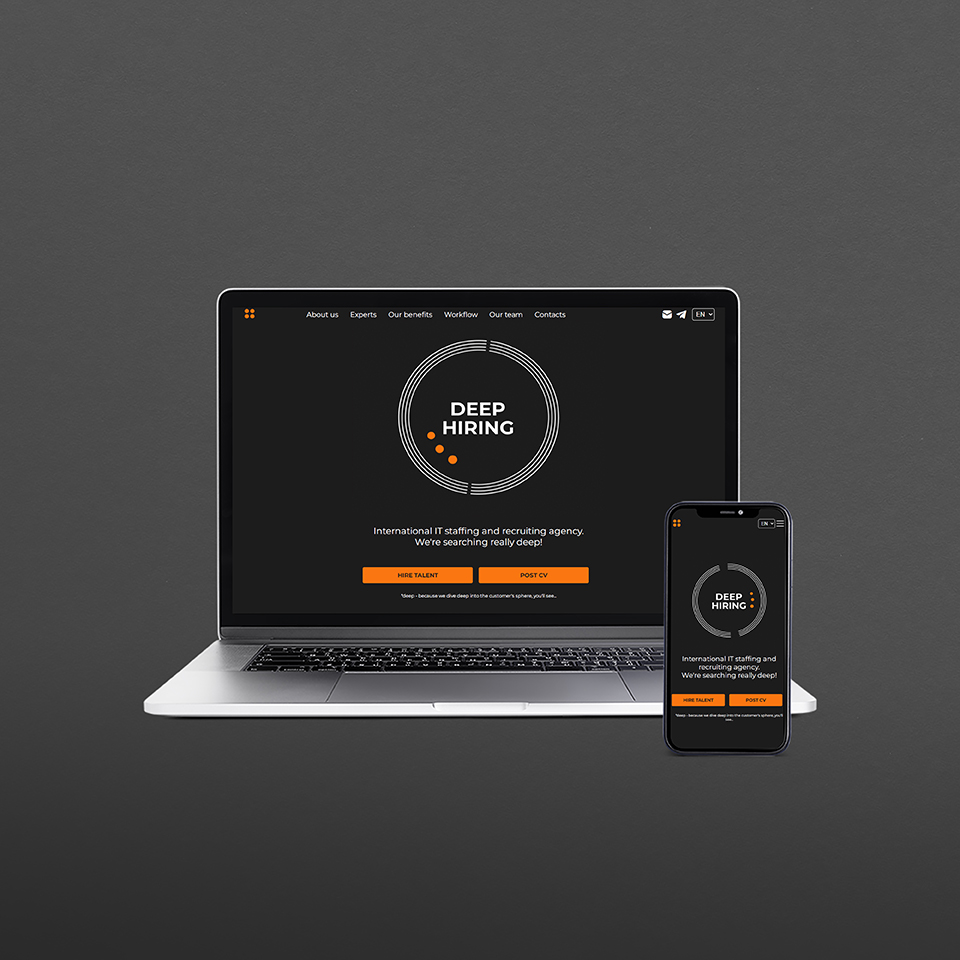 About us Experts Our benefits Workflow Our team Contacts EN
DEEP
HIRING
International IT staffing and recruiting agency.
We're searching really deep!
HIRE TALENT POST CV
*deep - because we dive deep into the customer's sphere, you'll see...
EN
DEEP
HIRING
International IT staffing and
recruiting agency.
We're searching really deep!
HIRE TALENT POST CV
*deep - because we dive deep into the customer's sphere, you'll
see...